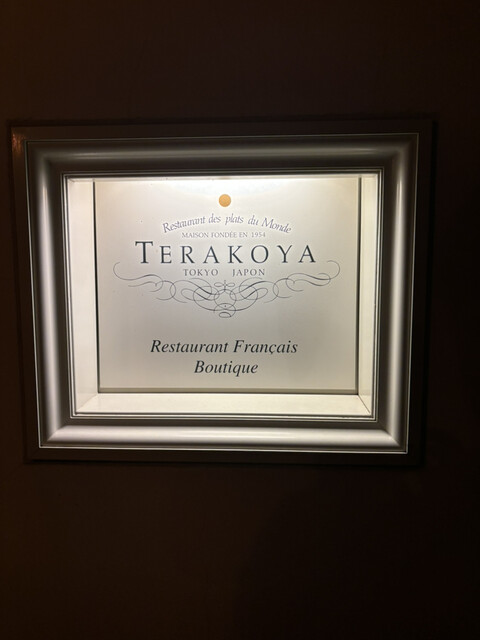 Restaurant des plats du Monde
MAISON FONDÉE EN 1954
TERAKOYA
TOKYO JAPON
Restaurant Français
Boutique